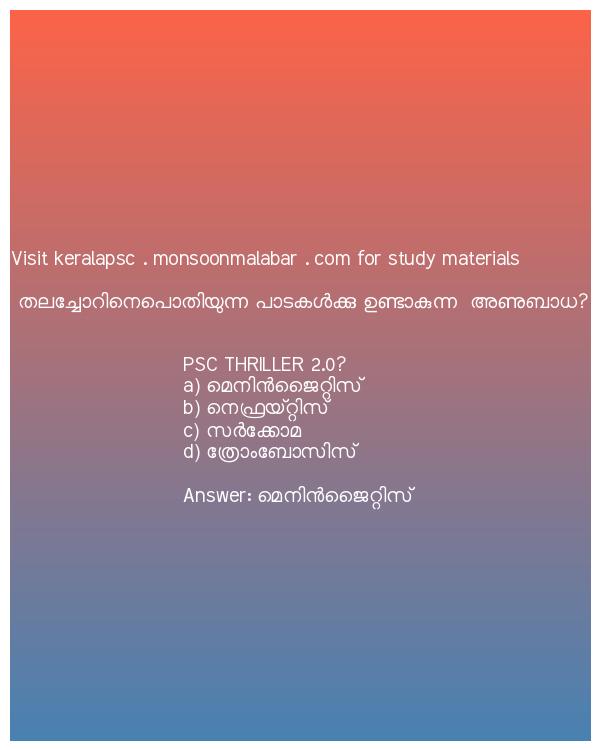 Visit keralapsc . monsoonmalabar . com for study materials
തലച്ചോറിനെപൊതിയുന്ന പാടകൾക്കു ഉണ്ടാകുന്ന അണുബാധ?
PSC THRILLER 2.0?
a) മെനിൻജൈറ്റിസ്
b) നെഫ്രയ്റ്റിസ്
c) സർക്കോമ
d) ത്രോംബോസിസ്
Answer: മെനിൻജൈറ്റിസ്